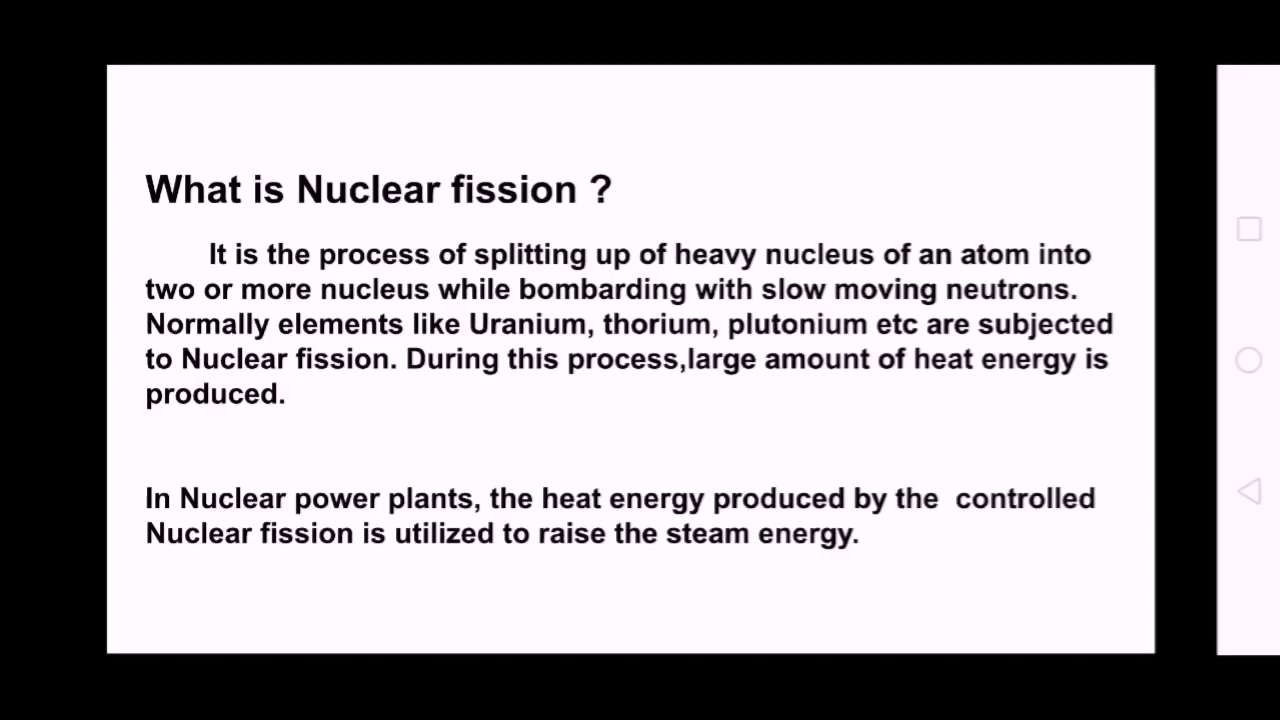 What is Nuclear fission ?
It is the process of splitting up of heavy nucleus of an atom into
two or more nucleus while bombarding with slow moving neutrons.
Normally elements like Uranium, thorium, plutonium etc are subjected
to Nuclear fission. During this process,large amount of heat energy is
produced.
In Nuclear power plants, the heat energy produced by the  controlled
Nuclear fission is utilized to raise the steam energy.